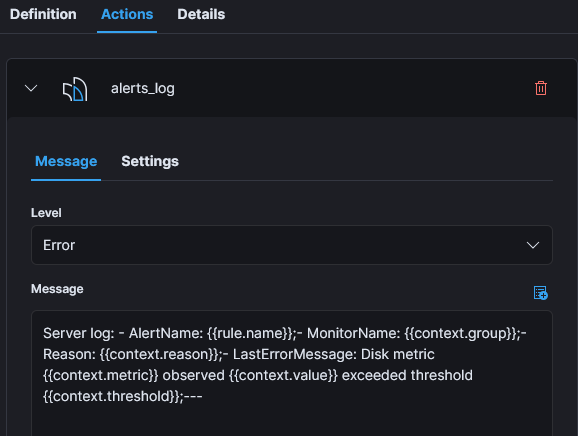 Definition Actions Details
alerts_log
Message Settings
Level
Error
Message
Server log: - AlertName: {{rule.name}};- MonitorName: {{context.group}};-
Reason: {{context.reason}};- LastErrorMessage: Disk metric
{{context.metric}} observed {{context.value}} exceeded threshold
{{context.threshold}};---